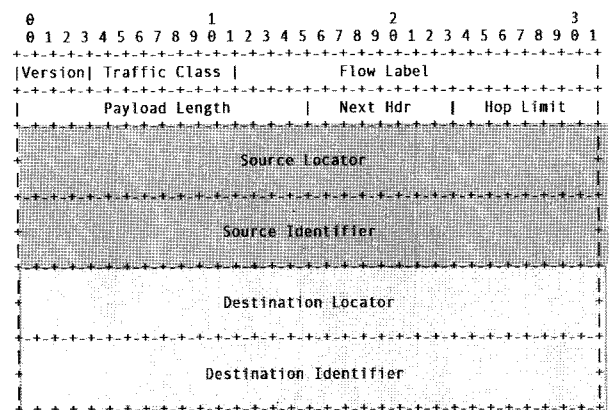 0 1 2 3
0 1 2 3 4 5 6 7 8 9 0 1 2 3 4 5 6 7 8 9 0 1 2 3 4 5 6 7 8 9 0 1
+-+-+-+-+-+-+-+-+-+-+-+-+-+-+-+-+-+-+-+-+-+-+-+-+-+-+-+-+-+-+-+-+
|Version| Traffic Class | Flow Label |
+-+-+-+-+-+-+-+-+-+-+-+-+-+-+-+-+-+-+-+-+-+-+-+-+-+-+-+-+-+-+-+-+
| Payload Length | Next Hdr | Hop Limit |
+-+-+-+-+-+-+-+-+-+-+-+-+-+-+-+-+-+-+-+-+-+-+-+-+-+-+-+-+-+-+-+-+
Source Locator
+-+-+-+-+-+-+-+-+-+-+-+-+-+-+-+-+-+-+-+-+-+-+-+-+-+-+-+-+-+-+-+-+
Source Identifier
+-+-+-+-+-+-+-+-+-+-+-+-+-+-+-+-+-+-+-+-+-+-+-+-+-+-+-+-+-+-+-+-+
Destination Locator
+-+-+-+-+-+-+-+-+-+-+-+-+-+-+-+-+-+-+-+-+-+-+-+-+-+-+-+-+-+-+-+-+
Destination Identifier
+-+-+-+-+-+-+-+-+-+-+-+-+-+-+-+-+-+-+-+-+-+-+-+-+-+-+-+-+-+-+-+-+